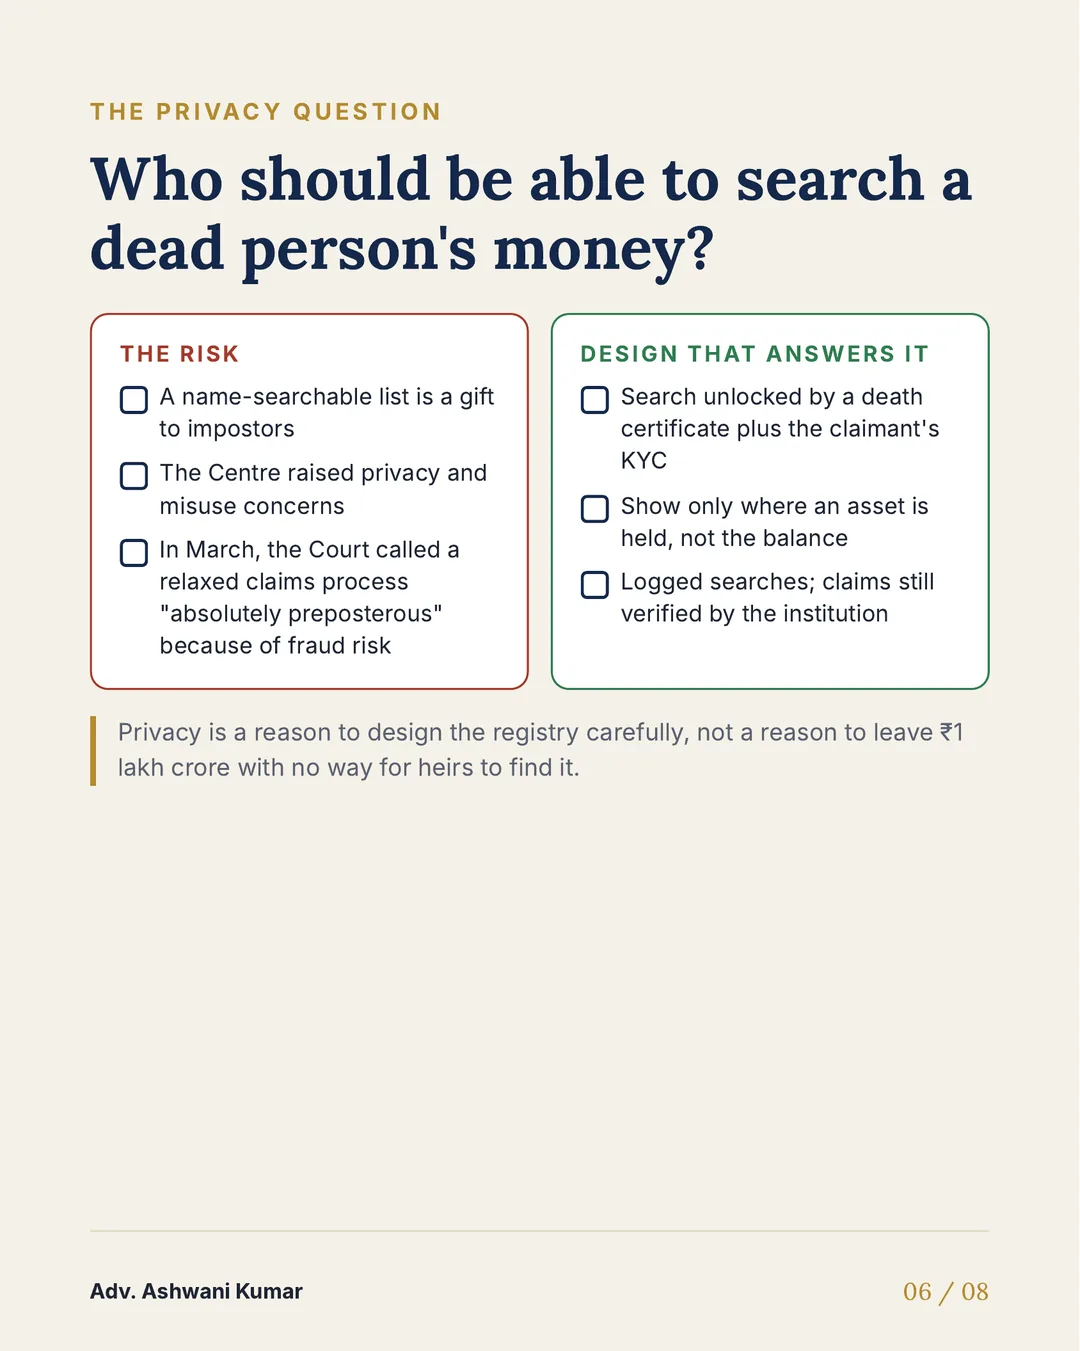 THE PRIVACY QUESTION
Who should be able to search a
dead person's money?
THE RISK
A name-searchable list is a gift
to impostors
The Centre raised privacy and
misuse concerns
In March, the Court called a
relaxed claims process
"absolutely preposterous"
because of fraud risk
DESIGN THAT ANSWERS IT
Search unlocked by a death
certificate plus the claimant's
KYC
Show only where an asset is
held, not the balance
Logged searches; claims still
verified by the institution
Privacy is a reason to design the registry carefully, not a reason to leave ₹1
lakh crore with no way for heirs to find it.
Adv. Ashwani Kumar
06 / 08